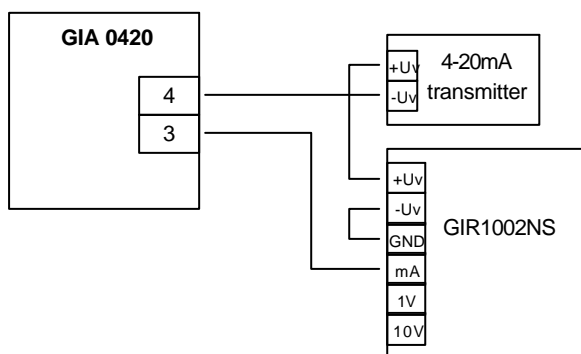 GIA 0420
4
3
+Uv
-Uv
4-20mA
transmitter
+Uv
-Uv
GND
mA
1V
10V
GIR1002NS